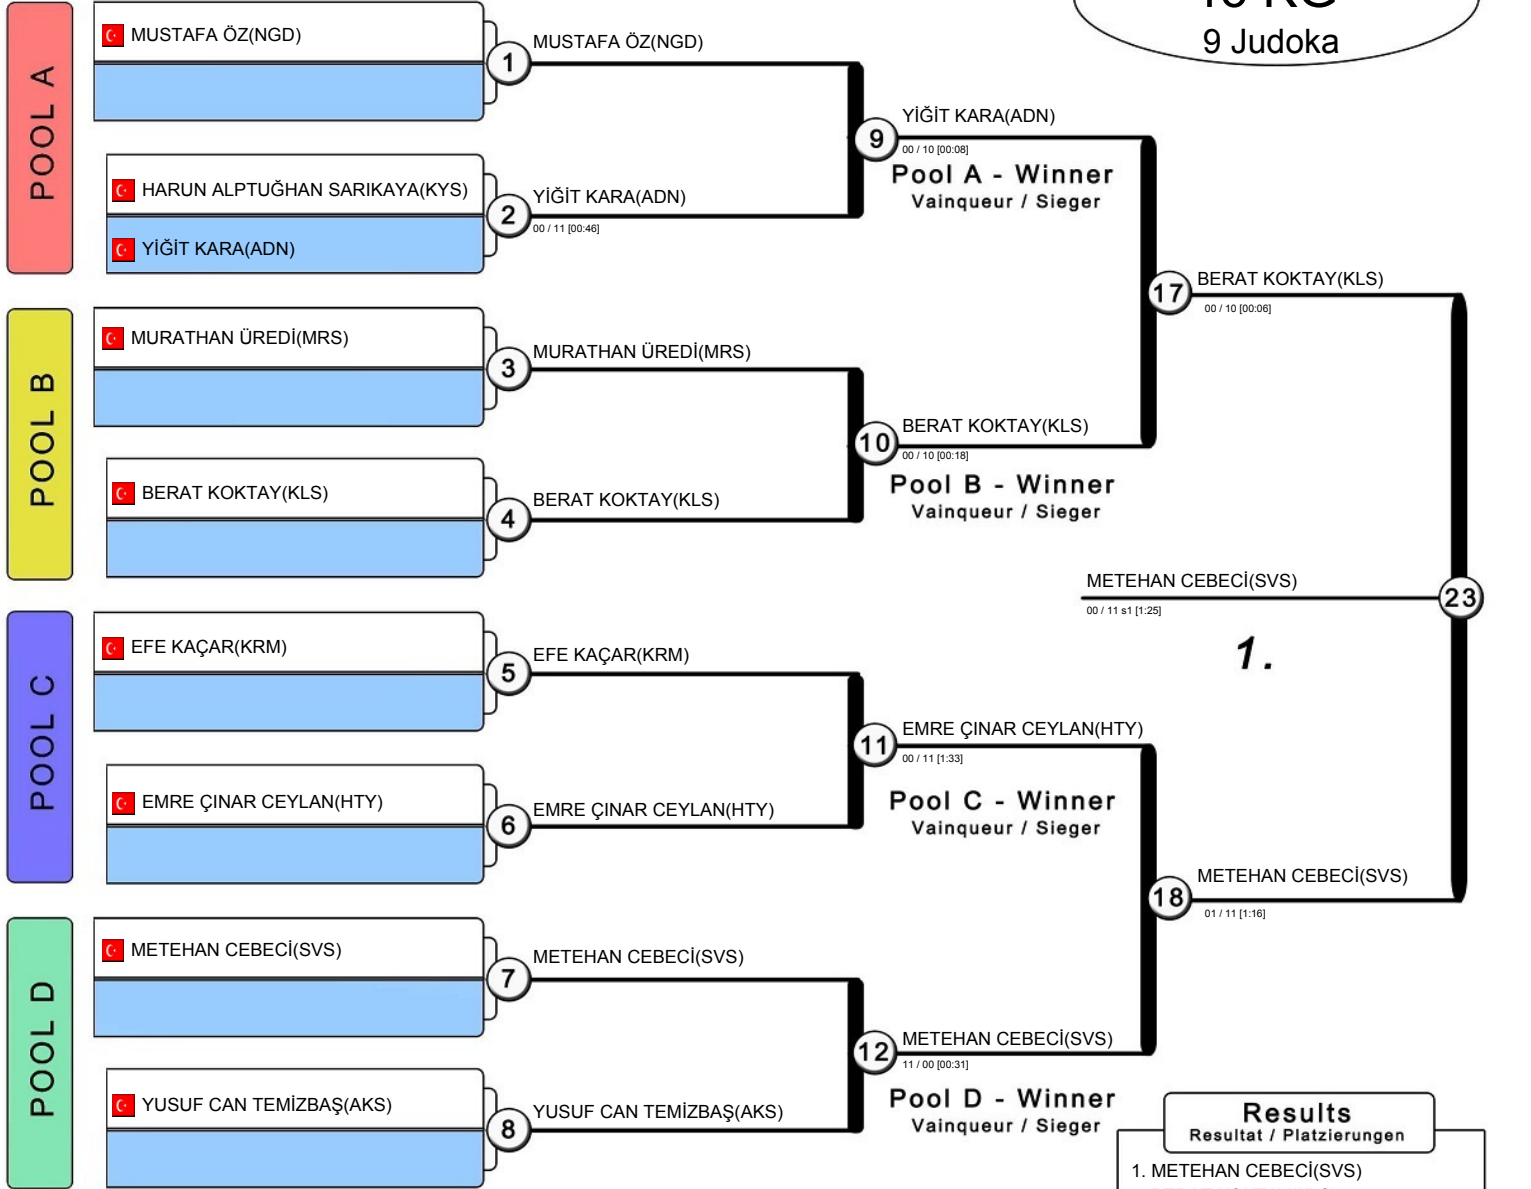 9 Judoka
POOL A
MUSTAFA ÖZ(NGD)
1
MUSTAFA ÖZ(NGD)
HARUN ALPTUĞHAN SARIKAYA(KYS)
YİĞİT KARA(ADN)
2
YİĞİT KARA(ADN)
00 / 11 [00:46]
9
YİĞİT KARA(ADN)
00 / 10 [00:08]
Pool A - Winner
Vainqueur / Sieger
POOL B
MURATHAN ÜREDİ(MRS)
3
MURATHAN ÜREDİ(MRS)
BERAT KOKTAY(KLS)
4
BERAT KOKTAY(KLS)
10
BERAT KOKTAY(KLS)
00 / 10 [00:18]
Pool B - Winner
Vainqueur / Sieger
17
BERAT KOKTAY(KLS)
00 / 10 [00:06]
POOL C
EFE KAÇAR(KRM)
5
EFE KAÇAR(KRM)
EMRE ÇINAR CEYLAN(HTY)
6
EMRE ÇINAR CEYLAN(HTY)
11
EMRE ÇINAR CEYLAN(HTY)
00 / 11 [1:33]
Pool C - Winner
Vainqueur / Sieger
POOL D
METEHAN CEBECİ(SVS)
7
METEHAN CEBECİ(SVS)
YUSUF CAN TEMİZBAŞ(AKS)
8
YUSUF CAN TEMİZBAŞ(AKS)
12
METEHAN CEBECİ(SVS)
11 / 00 [00:31]
Pool D - Winner
Vainqueur / Sieger
18
METEHAN CEBECİ(SVS)
01 / 11 [1:16]
METEHAN CEBECİ(SVS)
23
00 / 11 s1 [1:25]
1.
Results
Resultat / Platzierungen
1. METEHAN CEBECİ(SVS)